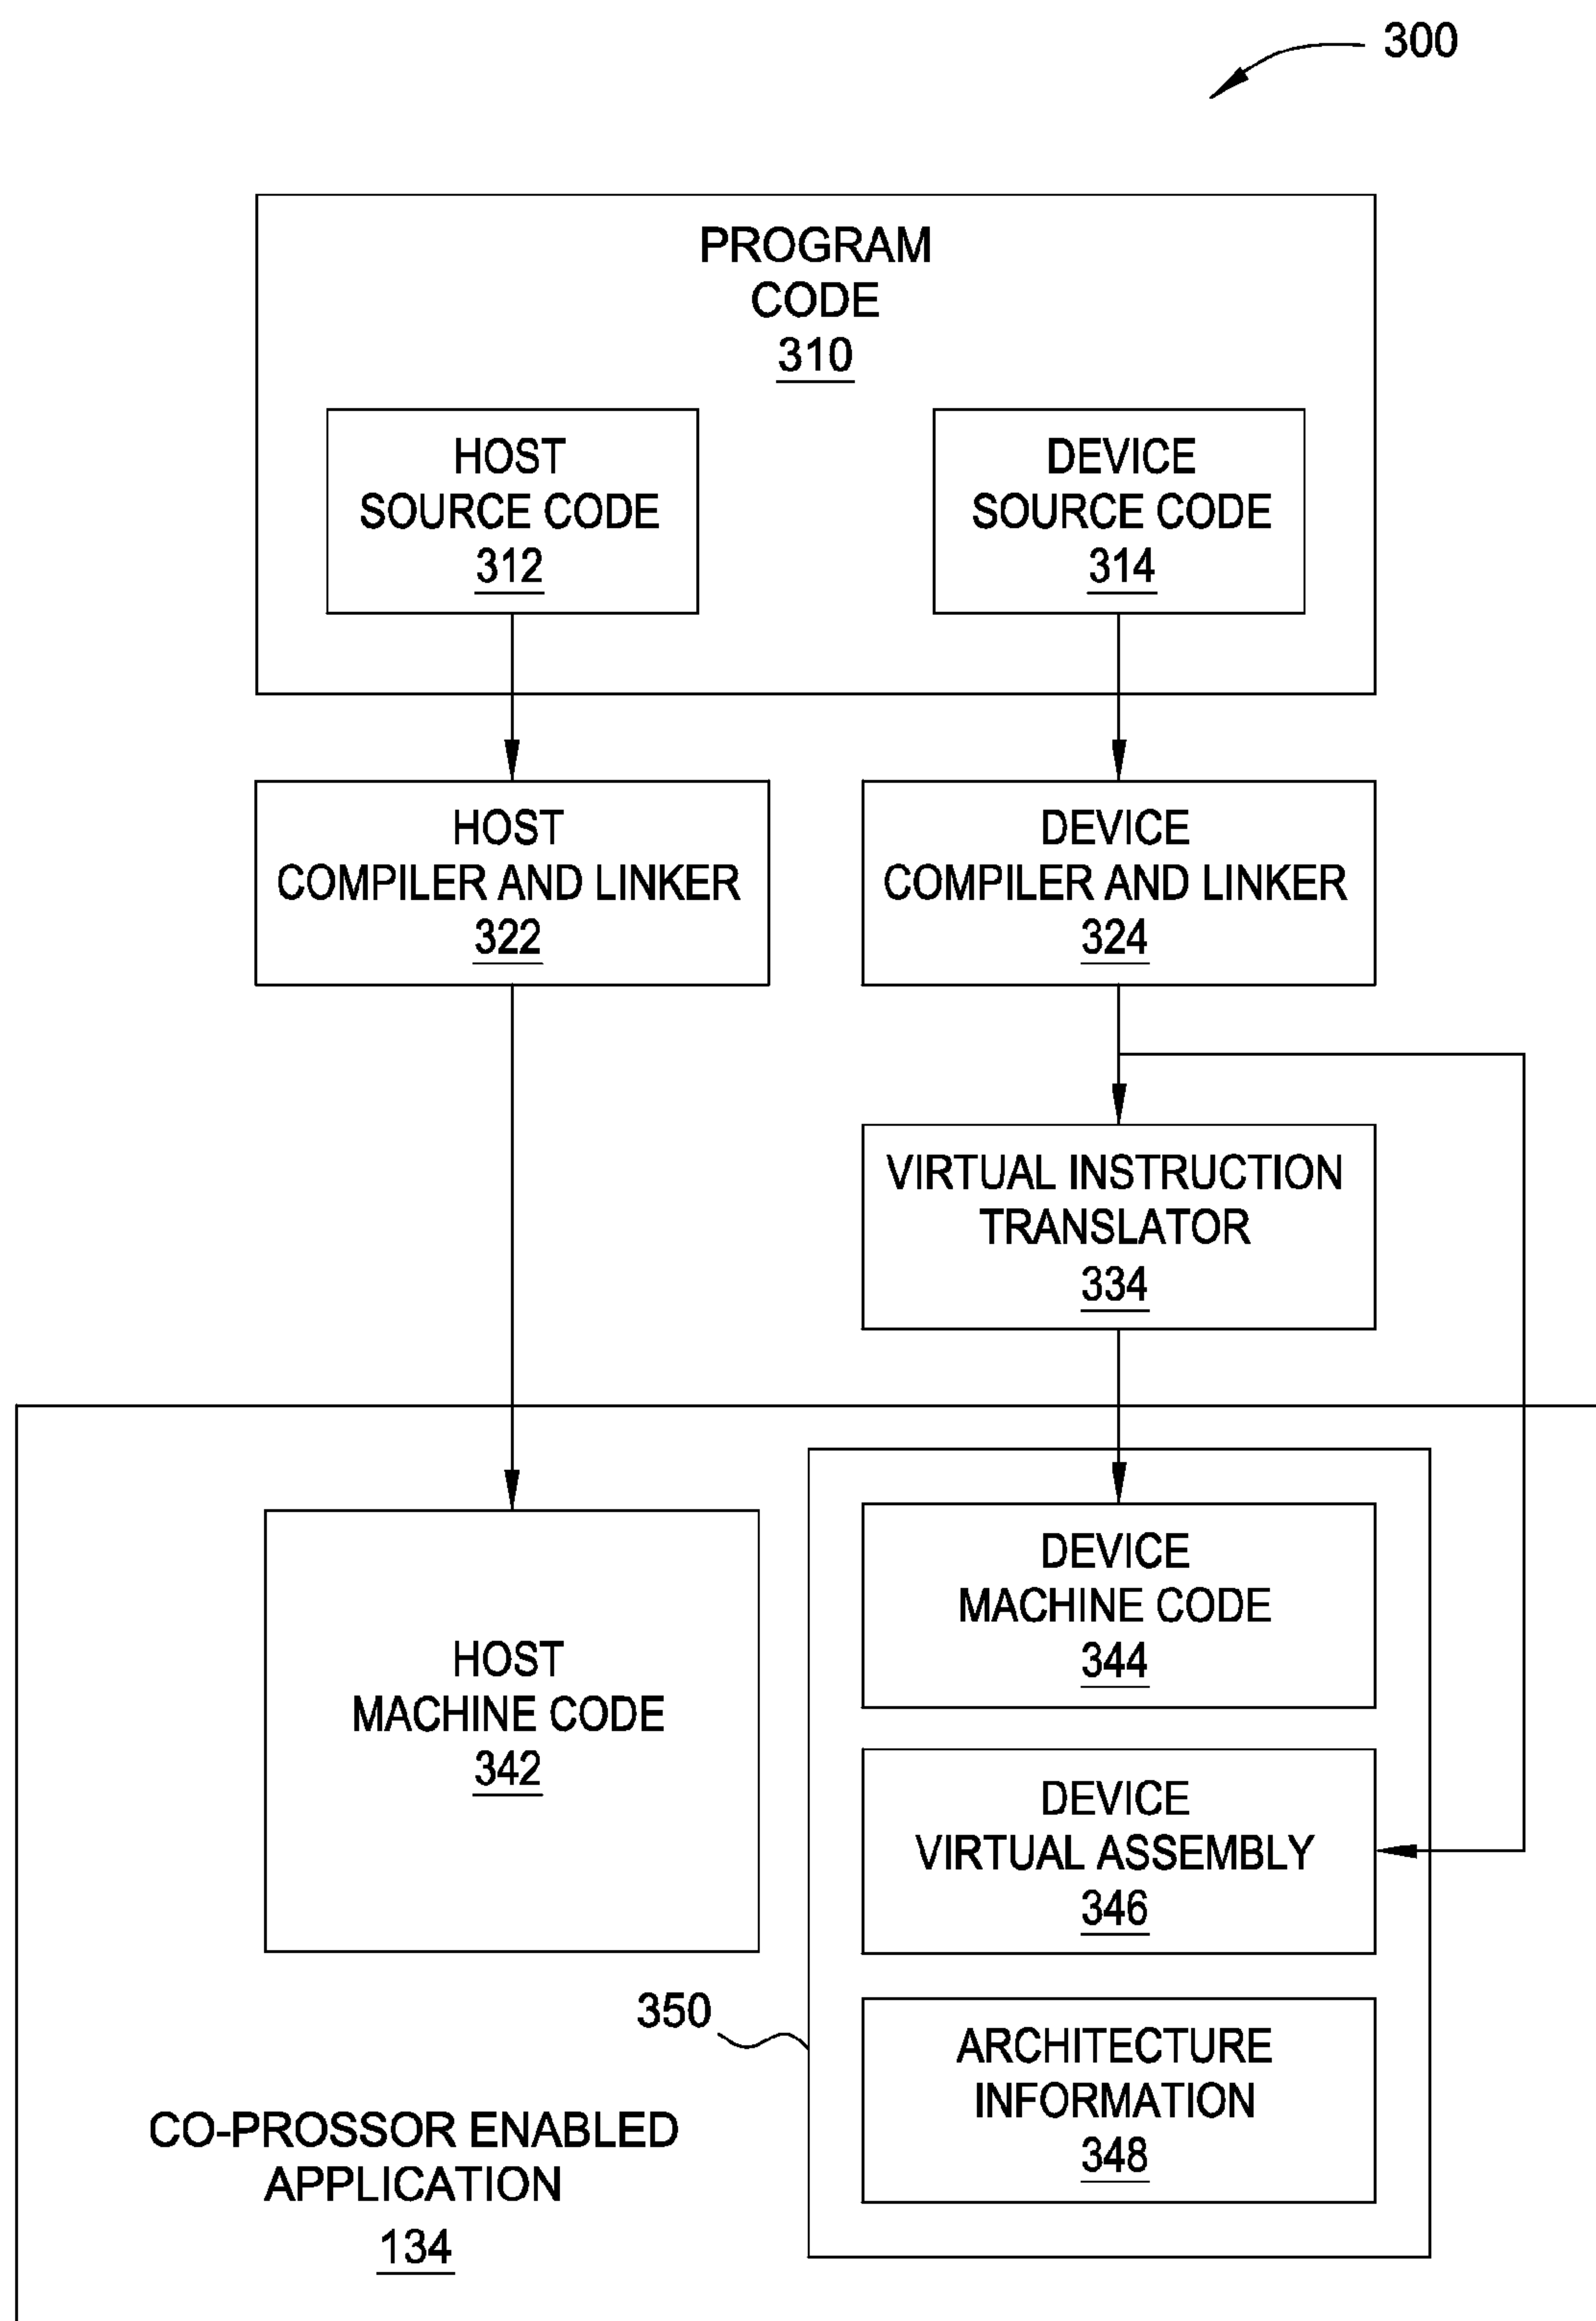 300
PROGRAM
CODE
310
HOST
SOURCE CODE
312
DEVICE
SOURCE CODE
314
HOST
COMPILER AND LINKER
322
DEVICE
COMPILER AND LINKER
324
VIRTUAL INSTRUCTION
TRANSLATOR
334
HOST
MACHINE CODE
342
DEVICE
MACHINE CODE
344
DEVICE
VIRTUAL ASSEMBLY
346
350
ARCHITECTURE
INFORMATION
348
CO-PROSSOR ENABLED
APPLICATION
134